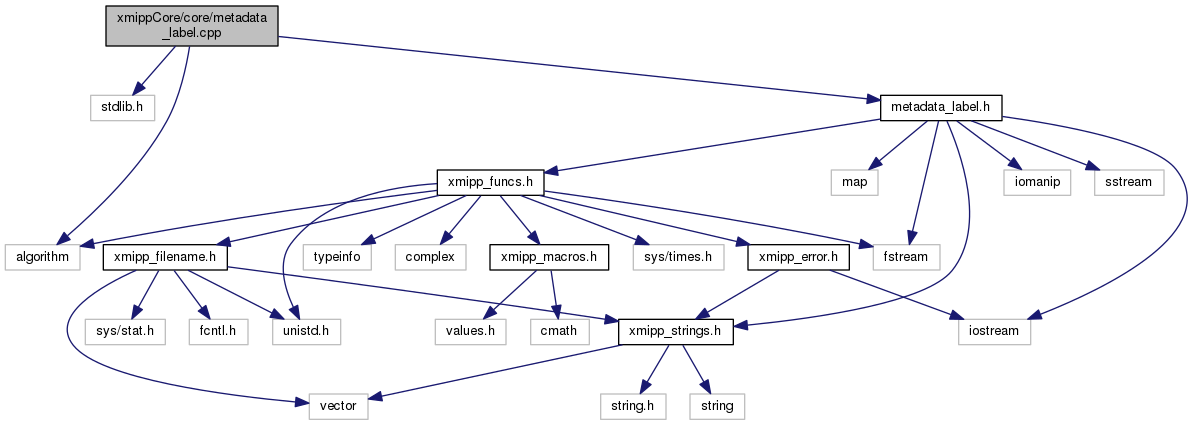 xmippCore/core/metadata
_label.cpp
stdlib.h
metadata_label.h
xmipp_funcs.h
map
iomanip
sstream
algorithm
xmipp_filename.h
typeinfo
complex
xmipp_macros.h
sys/times.h
xmipp_error.h
fstream
sys/stat.h
fcntl.h
unistd.h
values.h
cmath
xmipp_strings.h
iostream
vector
string.h
string